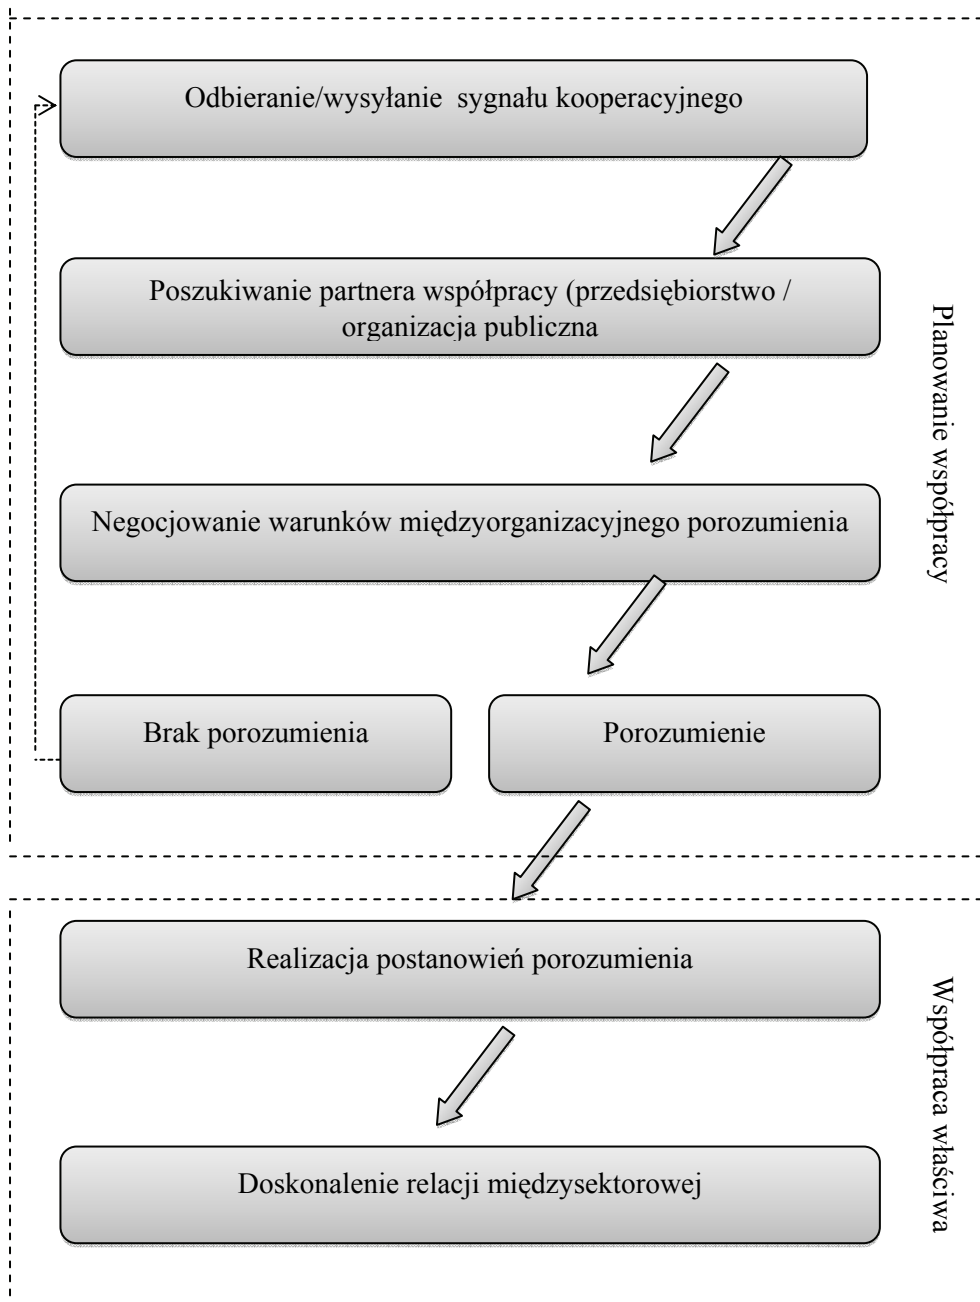 Odbieranie/wysyłanie sygnału kooperacyjnego
Poszukiwanie partnera współpracy (przedsiębiorstwo /
organizacja publiczna
Negocjowanie warunków międzyorganizacyjnego porozumienia
Brak porozumienia
Porozumienie
Planowanie współpracy
Realizacja postanowień porozumienia
Doskonalenie relacji międzysektorowej
Współpraca właściwa